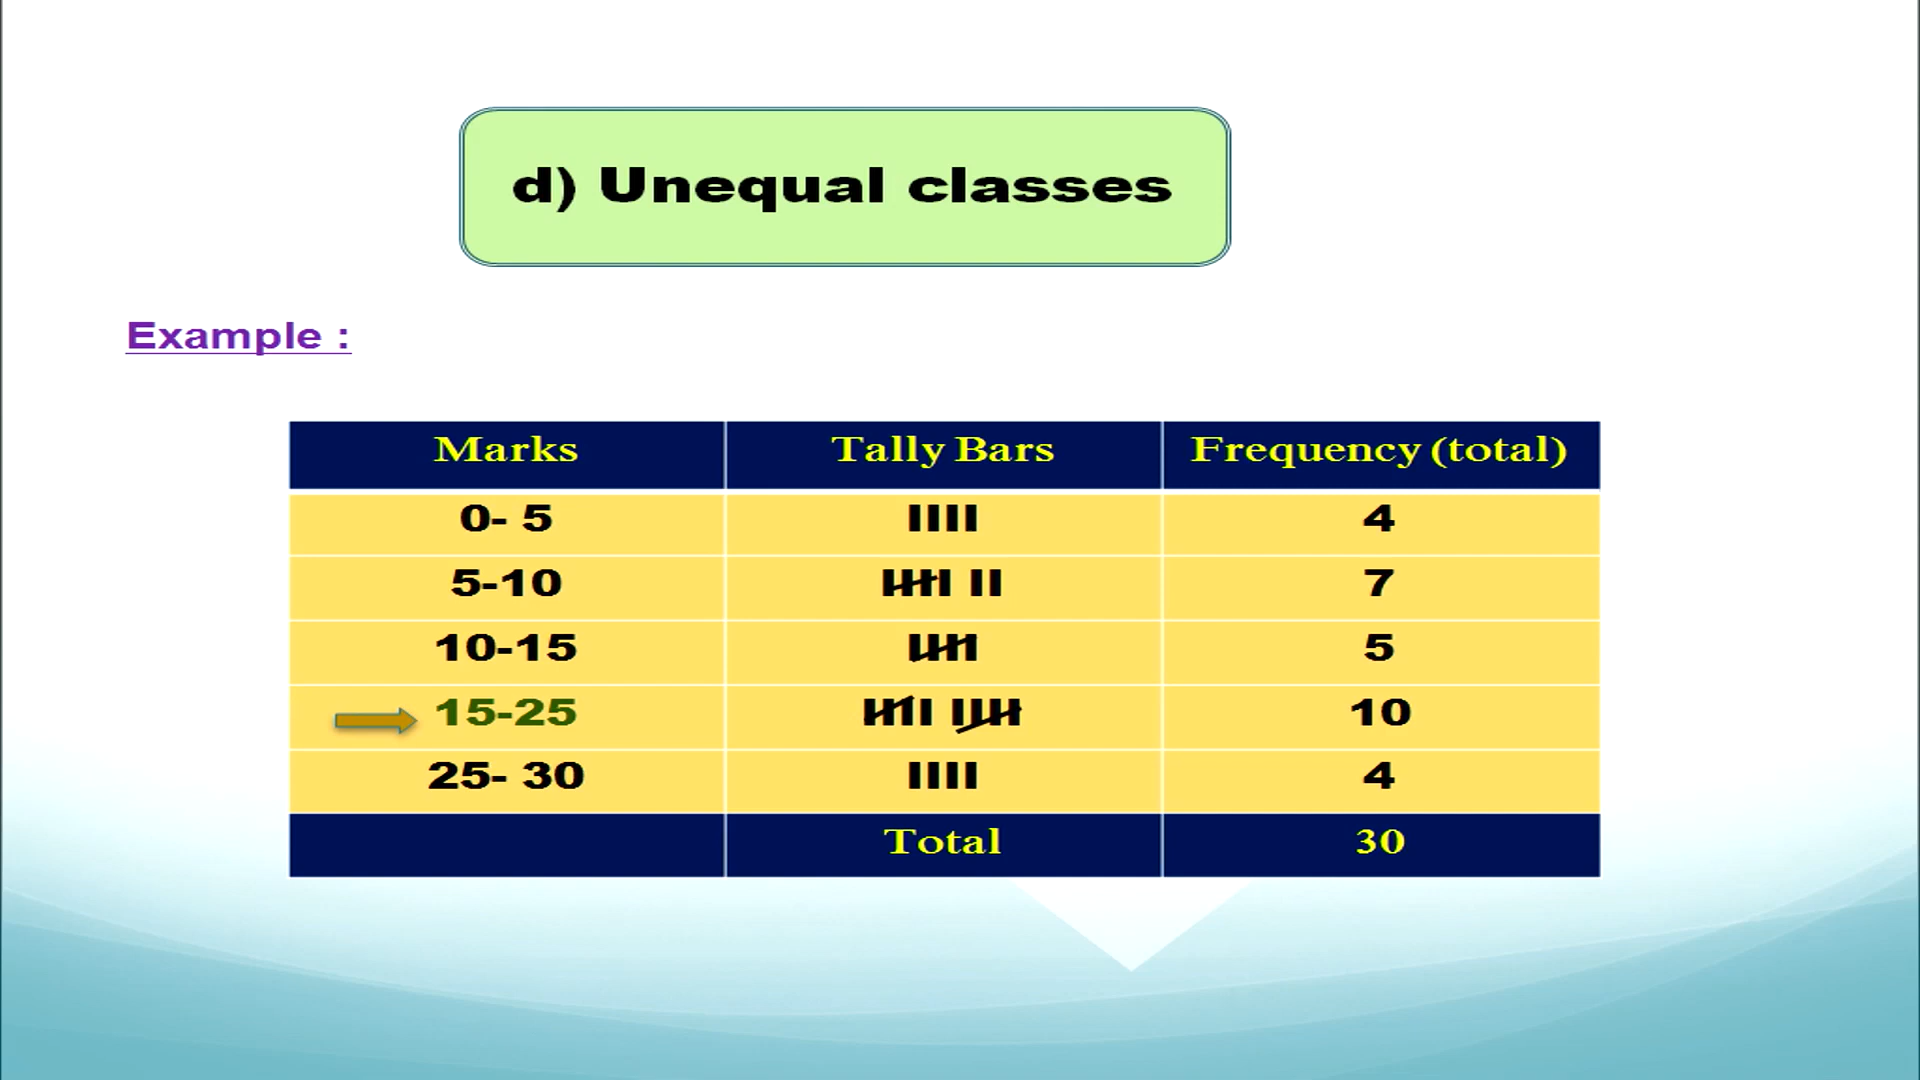 d) Unequal classes
Example :
Marks Tally Bars Frequency (total)
0- 5 IIII 4
5-10 IIII II 7
10-15 IIII 5
15-25 IIII IIII 10
25- 30 IIII 4
Total 30